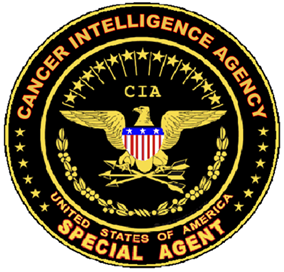 CANCER INTELLIGENCE AGENCY
CIA
UNITED STATES OF AMERICA
SPECIAL AGENT